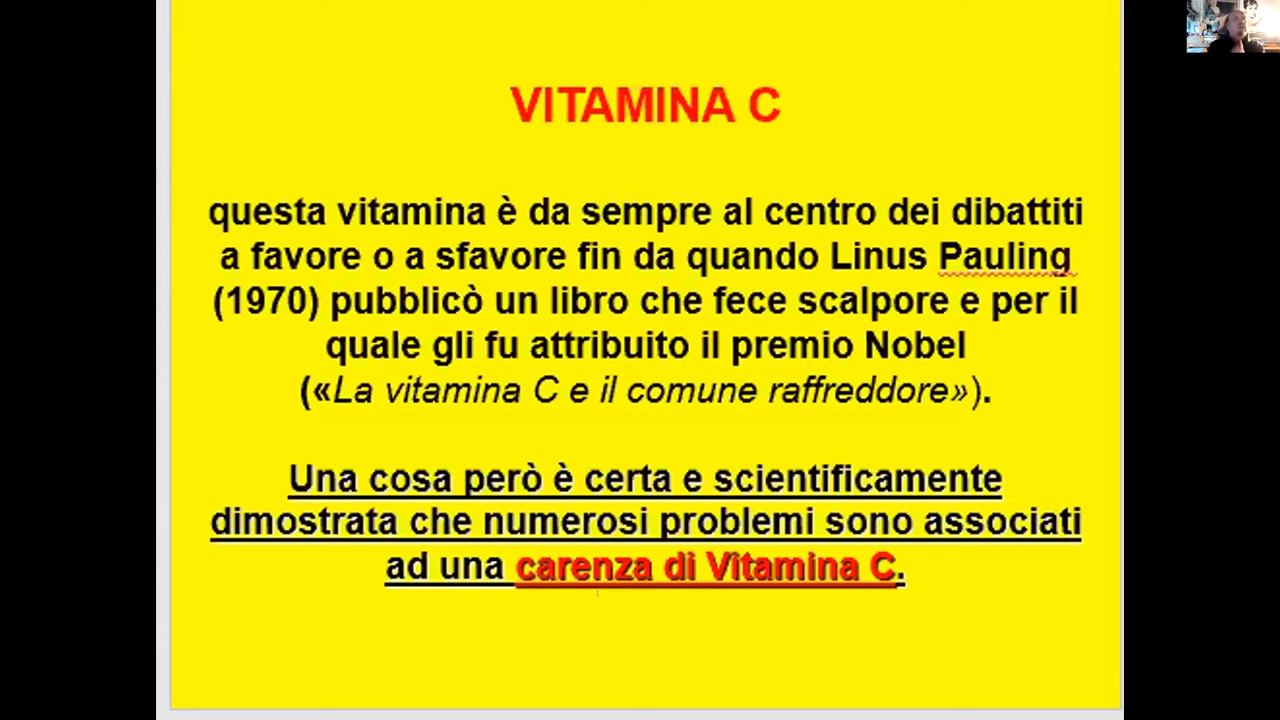 VITAMINA C
questa vitamina è da sempre al centro dei dibattiti
a favore o a sfavore fin da quando Linus Pauling
(1970) pubblicò un libro che fece scalpore e per il
quale gli fu attribuito il premio Nobel
(«La vitamina C e il comune raffreddore»).
Una cosa però è certa e scientificamente
dimostrata che numerosi problemi sono associati
ad una carenza di Vitamina C.